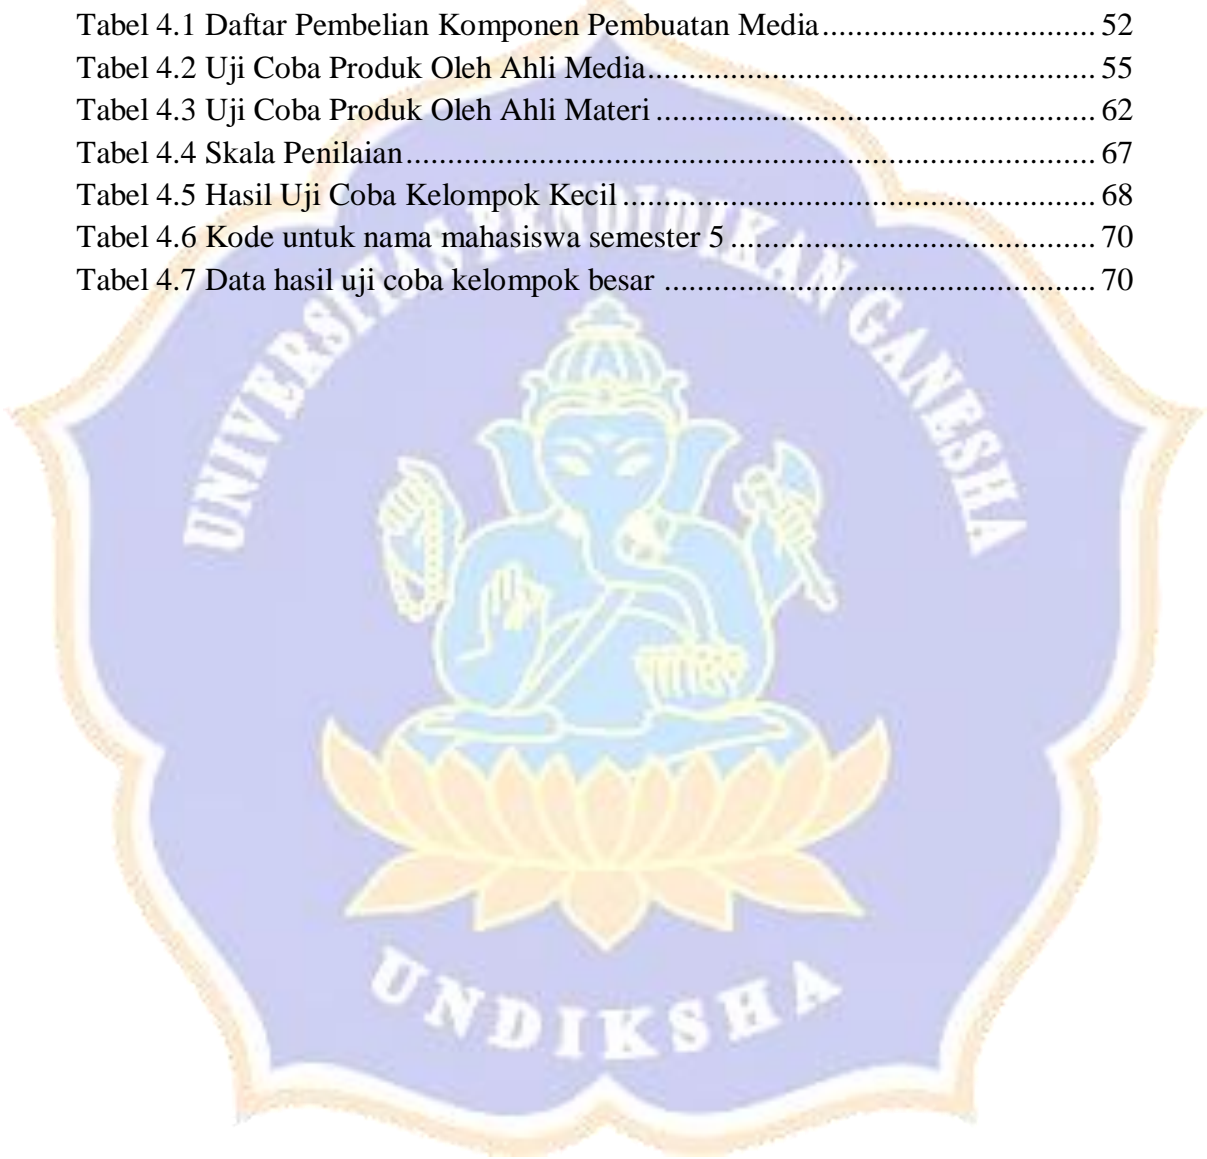 Tabel 4.1 Daftar Pembelian Komponen Pembuatan Media.................................. 52
Tabel 4.2 Uji Coba Produk Oleh Ahli Media....................................................... 55
Tabel 4.3 Uji Coba Produk Oleh Ahli Materi ...................................................... 62
Tabel 4.4 Skala Penilaian..................................................................................... 67
Tabel 4.5 Hasil Uji Coba Kelompok Kecil .......................................................... 68
Tabel 4.6 Kode untuk nama mahasiswa semester 5 ............................................. 70
Tabel 4.7 Data hasil uji coba kelompok besar ..................................................... 70
UNIVERSITAS PENDIDIKAN GANESHA
UNDIKSHA